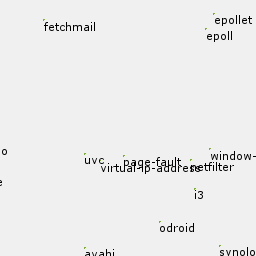 epollet
fetchmail
epoll
o
window-
uvc
page-fault
virtual-ip-address
netfilter
e
i3
odroid
avahi
synolo